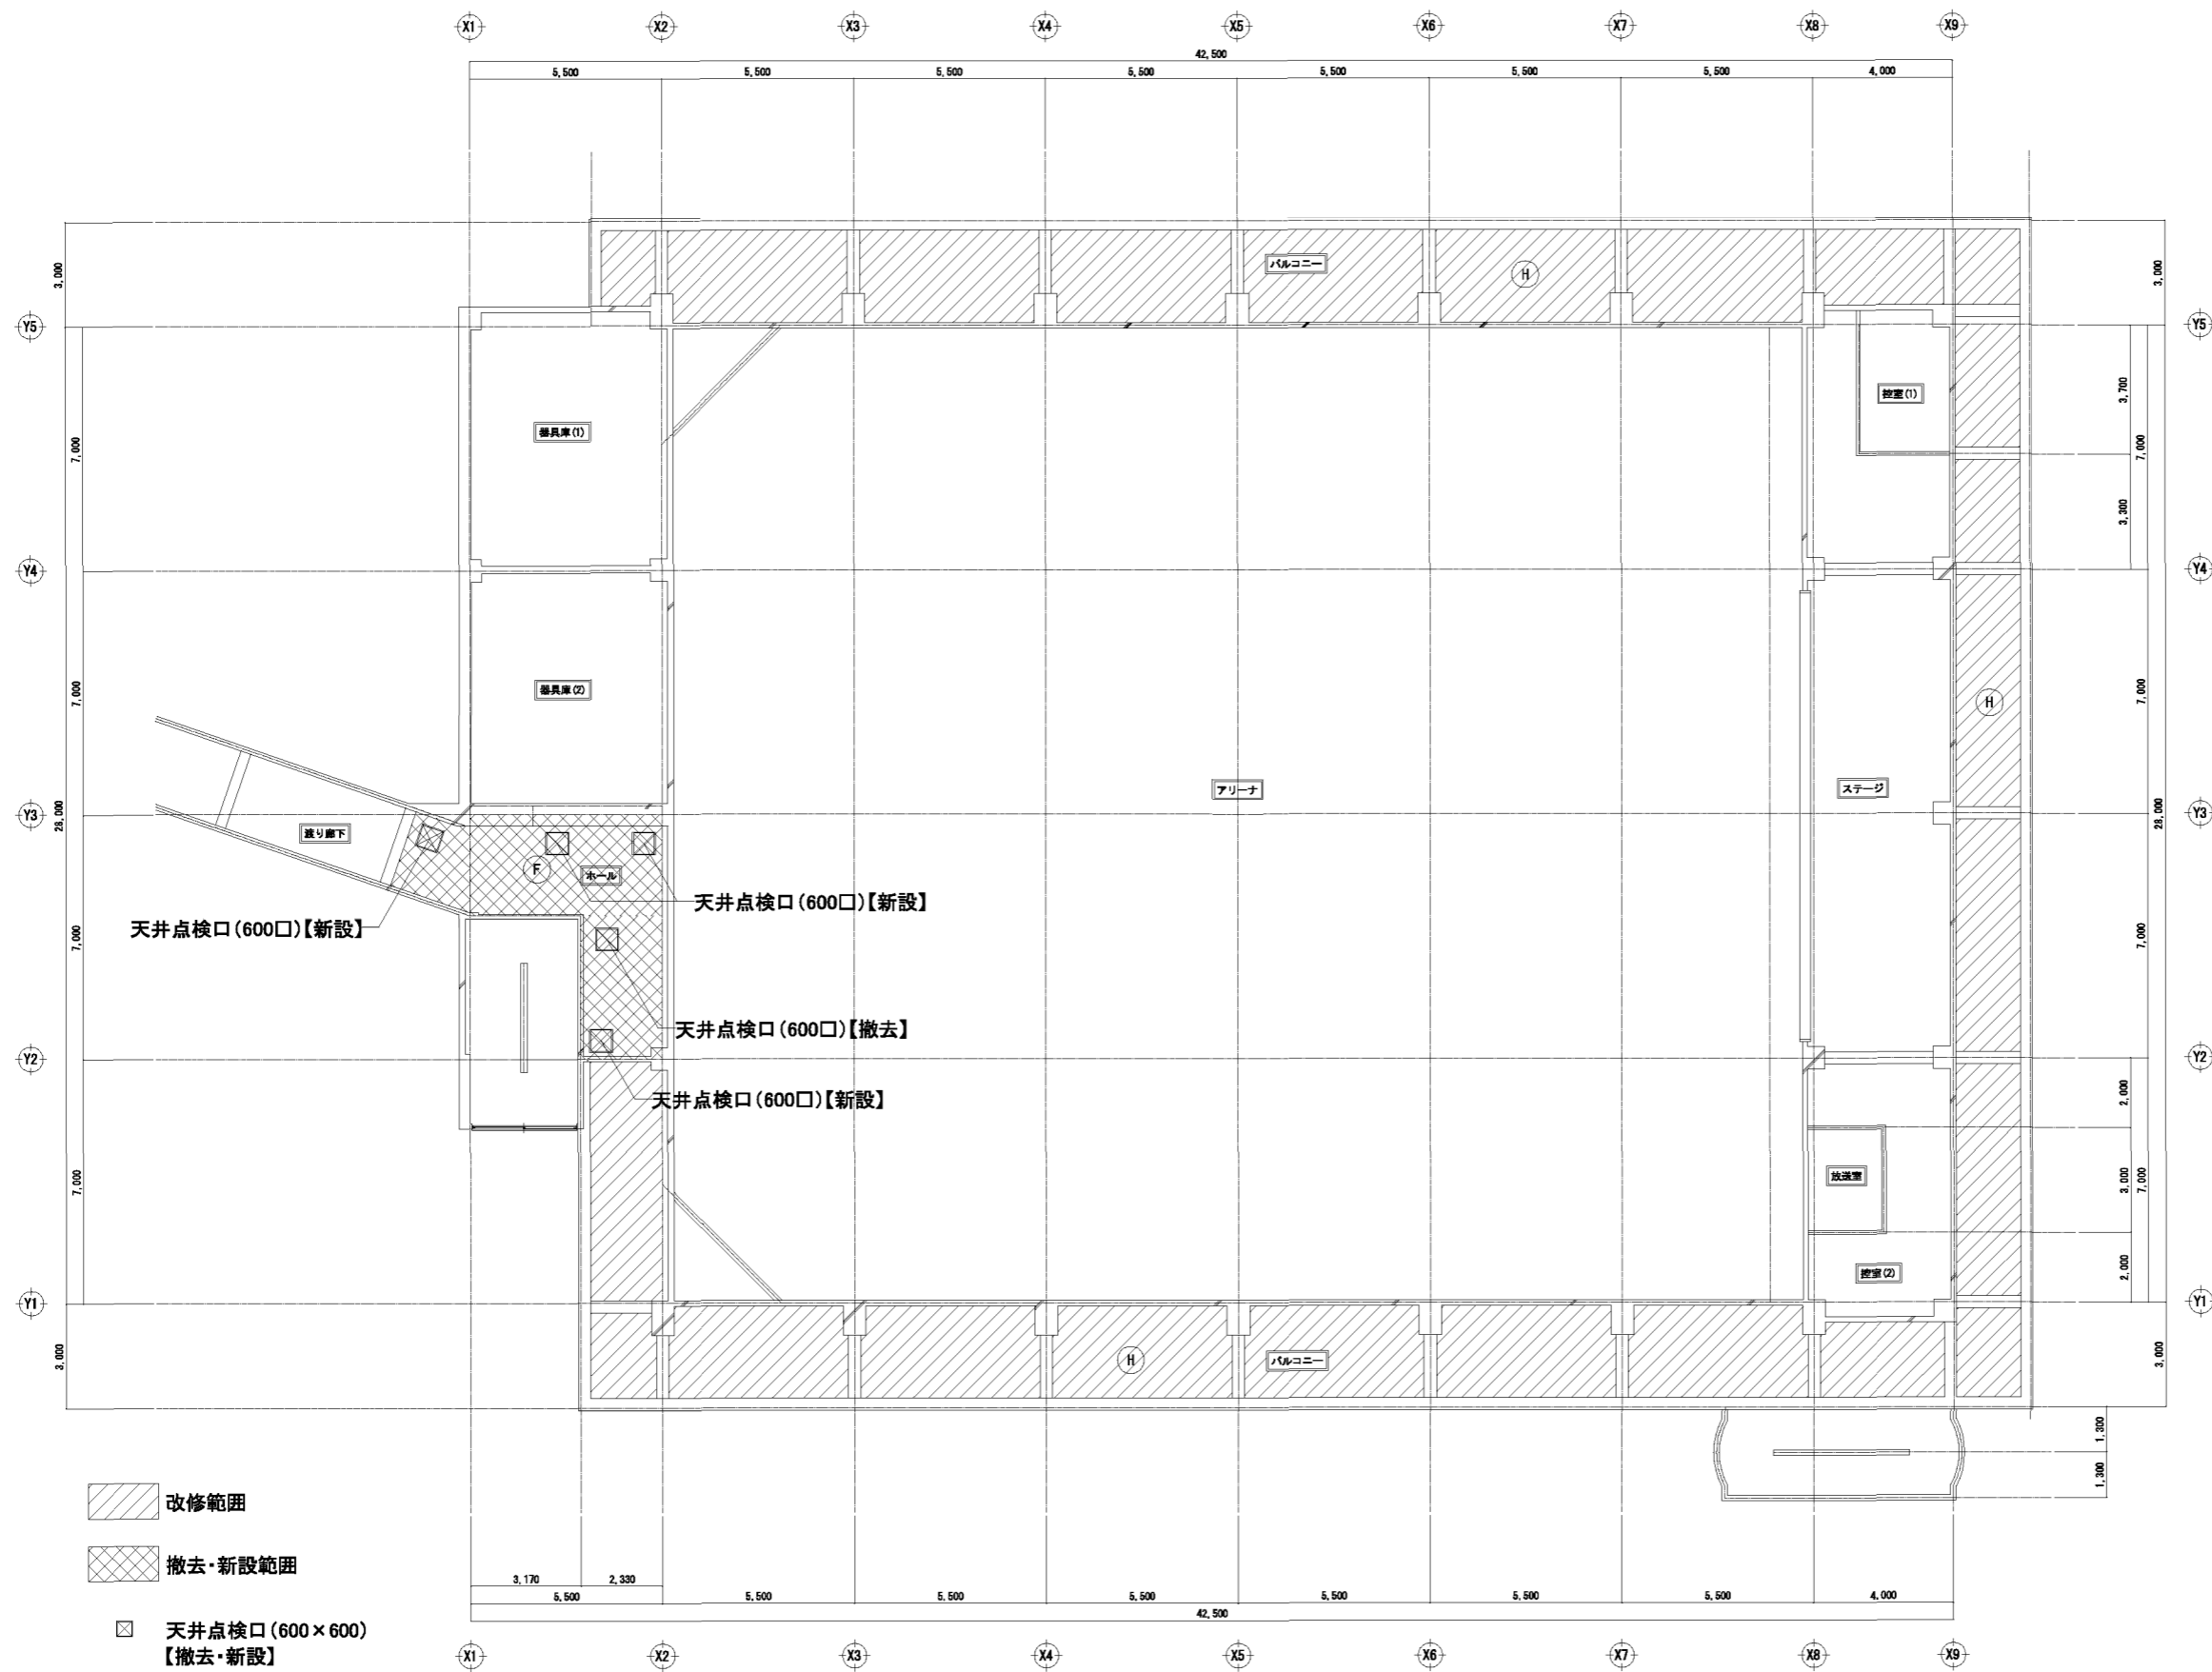 X1 X2 X3 X4 X5 X6 X7 X8 X9
42,500
5,500 5,500 5,500 5,500 5,500 5,500 5,500 4,000
3,000
3,000
バルコニー
H
Y5
Y5
3,700
控室(1)
器具庫(1)
7,000
7,000
3,300
Y4
Y4
器具庫(2)
7,000
7,000
H
アリーナ
ステージ
Y3
28,000
28,000
Y3
渡り廊下
F
ホール
天井点検口(600□)【新設】
天井点検口(600□)【新設】
7,000
7,000
天井点検口(600□)【撤去】
Y2
Y2
天井点検口(600□)【新設】
2,000
7,000
放送室
3,000
7,000
控室(2)
2,000
Y1
Y1
3,000
H
バルコニー
3,000
1,300
1,300
改修範囲
撤去・新設範囲
3,170 2,330
5,500 5,500 5,500 5,500 5,500 5,500 5,500 4,000
42,500
天井点検口(600×600)
【撤去・新設】
X1 X2 X3 X4 X5 X6 X7 X8 X9